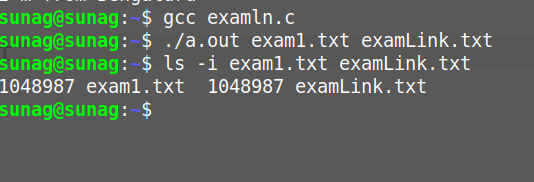 sunag@sunag:~$ gcc examln.c
sunag@sunag:~$ ./a.out exam1.txt examLink.txt
sunag@sunag:~$ ls -i exam1.txt examLink.txt
1048987 exam1.txt  1048987 examLink.txt
sunag@sunag:~$